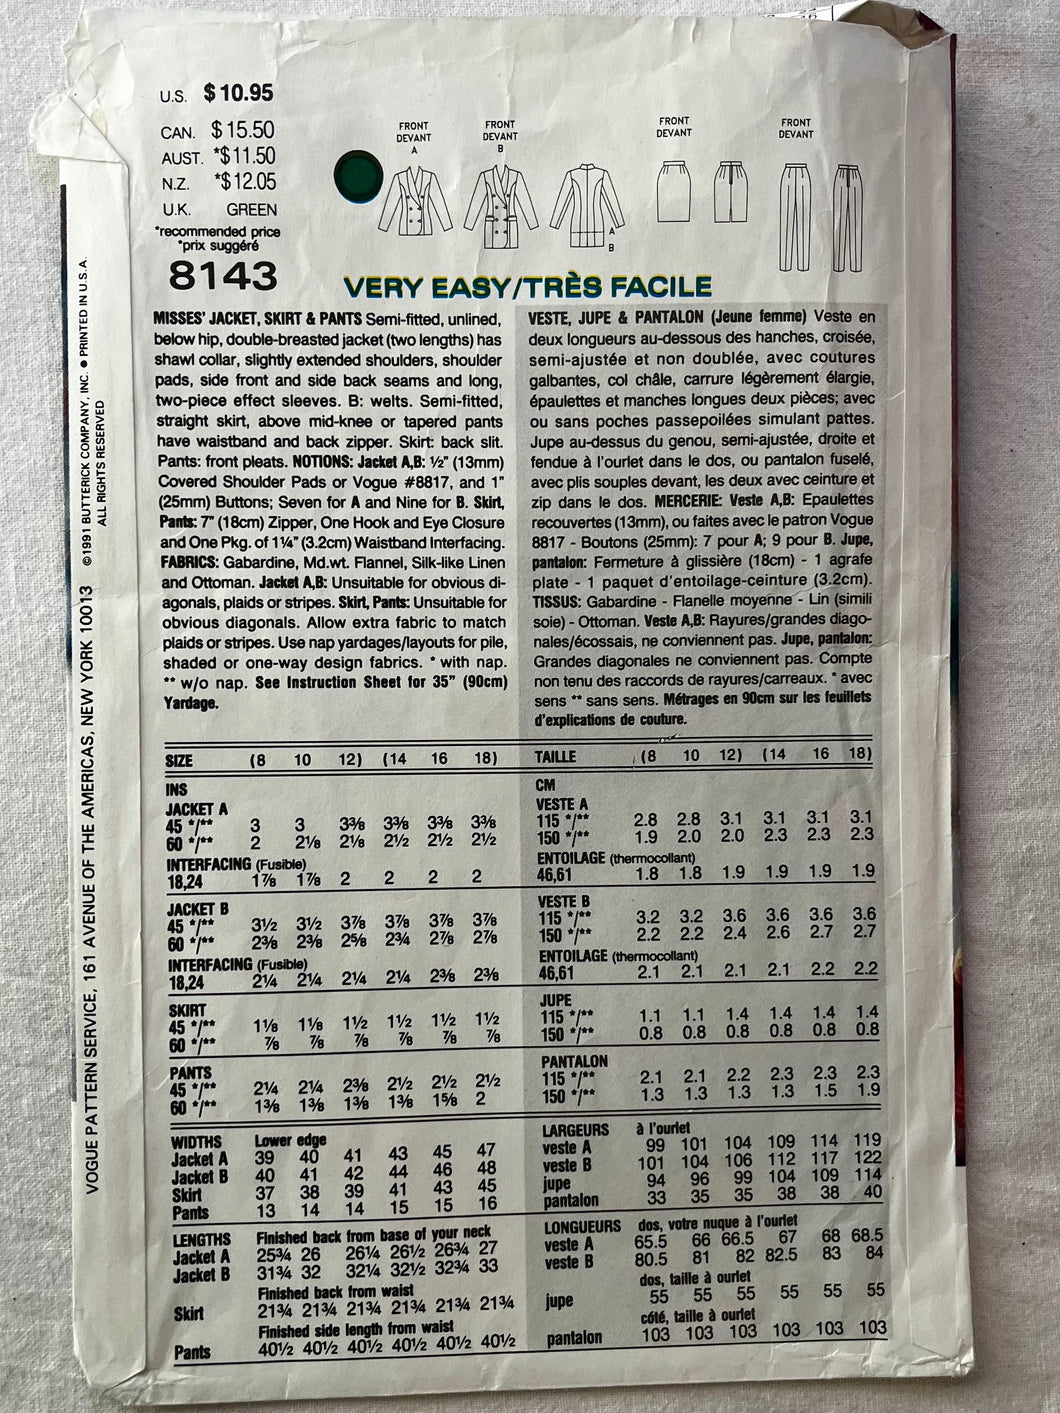 U.S. $10.95
CAN. $15.50
AUST. *$11.50
N.Z. *$12.05
U.K. GREEN
*recommended price
*prix suggéré
8143
FRONT
DEVANT
A
FRONT
DEVANT
B
A
B
FRONT
DEVANT
FRONT
DEVANT
VERY EASY/TRÈS FACILE
MISSES' JACKET, SKIRT & PANTS Semi-fitted, unlined,
below hip, double-breasted jacket (two lengths) has
shawl collar, slightly extended shoulders, shoulder
pads, side front and side back seams and long,
two-piece effect sleeves. B: welts. Semi-fitted,
straight skirt, above mid-knee or tapered pants
have waistband and back zipper. Skirt: back slit.
Pants: front pleats. NOTIONS: Jacket A,B: ½" (13mm)
Covered Shoulder Pads or Vogue #8817, and 1"
(25mm) Buttons; Seven for A and Nine for B. Skirt,
Pants: 7" (18cm) Zipper, One Hook and Eye Closure
and One Pkg. of 1¼" (3.2cm) Waistband Interfacing.
FABRICS: Gabardine, Md.wt. Flannel, Silk-like Linen
and Ottoman. Jacket A,B: Unsuitable for obvious di-
agonals, plaids or stripes. Skirt, Pants: Unsuitable for
obvious diagonals. Allow extra fabric to match
plaids or stripes. Use nap yardages/layouts for pile,
shaded or one-way design fabrics. * with nap.
** w/o nap. See Instruction Sheet for 35" (90cm)
Yardage.
VESTE, JUPE & PANTALON (Jeune femme) Veste en
deux longueurs au-dessous des hanches, croisée,
semi-ajustée et non doublée, avec coutures
galbantes, col châle, carrure légèrement élargie,
épaulettes et manches longues deux pièces; avec
ou sans poches passepoilées simulant pattes.
Jupe au-dessus du genou, semi-ajustée, droite et
fendue à l'ourlet dans le dos, ou pantalon fuselé,
avec plis souples devant, les deux avec ceinture et
zip dans le dos. MERCERIE: Veste A,B: Epaulettes
recouvertes (13mm), ou faites avec le patron Vogue
8817 - Boutons (25mm): 7 pour A; 9 pour B. Jupe,
pantalon: Fermeture à glissière (18cm) - 1 agrafe
plate - 1 paquet d'entoilage-ceinture (3.2cm).
TISSUS: Gabardine - Flanelle moyenne - Lin (simili
soie) - Ottoman. Veste A,B: Rayures/grandes diago-
nales/écossais, ne conviennent pas. Jupe, pantalon:
Grandes diagonales ne conviennent pas. Compte
non tenu des raccords de rayures/carreaux. * avec
sens ** sans sens. Métrages en 90cm sur les feuillets
d'explications de couture.
SIZE (8 10 12) (14 16 18)
INS
JACKET A
45 */** 3 3 3⅜ 3⅜ 3⅜ 3⅜
60 */** 2 2⅛ 2⅛ 2½ 2½ 2½
INTERFACING (Fusible)
18,24 1⅞ 1⅞ 2 2 2 2
JACKET B
45 */** 3½ 3½ 3⅞ 3⅞ 3⅞ 3⅞
60 */** 2⅜ 2⅜ 2⅝ 2¾ 2⅞ 2⅞
INTERFACING (Fusible)
18,24 2¼ 2¼ 2¼ 2¼ 2⅜ 2⅜
SKIRT
45 */** 1⅛ 1⅛ 1½ 1½ 1½ 1½
60 */** ⅞ ⅞ ⅞ ⅞ ⅞ ⅞
PANTS
45 */** 2¼ 2¼ 2⅜ 2½ 2½ 2½
60 */** 1⅜ 1⅜ 1⅜ 1⅜ 1⅝ 2
WIDTHS Lower edge
Jacket A 39 40 41 43 45 47
Jacket B 40 41 42 44 46 48
Skirt 37 38 39 41 43 45
Pants 13 14 14 15 15 16
LENGTHS Finished back from base of your neck
Jacket A 25¾ 26 26¼ 26½ 26¾ 27
Jacket B 31¾ 32 32¼ 32½ 32¾ 33
Finished back from waist
Skirt 21¾ 21¾ 21¾ 21¾ 21¾ 21¾
Finished side length from waist
Pants 40½ 40½ 40½ 40½ 40½ 40½
TAILLE (8 10 12) (14 16 18)
CM
VESTE A
115 */** 2.8 2.8 3.1 3.1 3.1 3.1
150 */** 1.9 2.0 2.0 2.3 2.3 2.3
ENTOILAGE (thermocollant)
46,61 1.8 1.8 1.9 1.9 1.9 1.9
VESTE B
115 */** 3.2 3.2 3.6 3.6 3.6 3.6
150 */** 2.2 2.2 2.4 2.6 2.7 2.7
ENTOILAGE (thermocollant)
46,61 2.1 2.1 2.1 2.1 2.2 2.2
JUPE
115 */** 1.1 1.1 1.4 1.4 1.4 1.4
150 */** 0.8 0.8 0.8 0.8 0.8 0.8
PANTALON
115 */** 2.1 2.1 2.2 2.3 2.3 2.3
150 */** 1.3 1.3 1.3 1.3 1.5 1.9
LARGEURS à l'ourlet
veste A 99 101 104 109 114 119
veste B 101 104 106 112 117 122
jupe 94 96 99 104 109 114
pantalon 33 35 35 38 38 40
LONGUEURS dos, votre nuque à l'ourlet
veste A 65.5 66 66.5 67 68 68.5
veste B 80.5 81 82 82.5 83 84
dos, taille à ourlet
jupe 55 55 55 55 55 55
côté, taille à ourlet
pantalon 103 103 103 103 103 103
VOGUE PATTERN SERVICE, 161 AVENUE OF THE AMERICAS, NEW YORK 10013 ©1991 BUTTERICK COMPANY, INC. ● PRINTED IN U.S.A.
ALL RIGHTS RESERVED